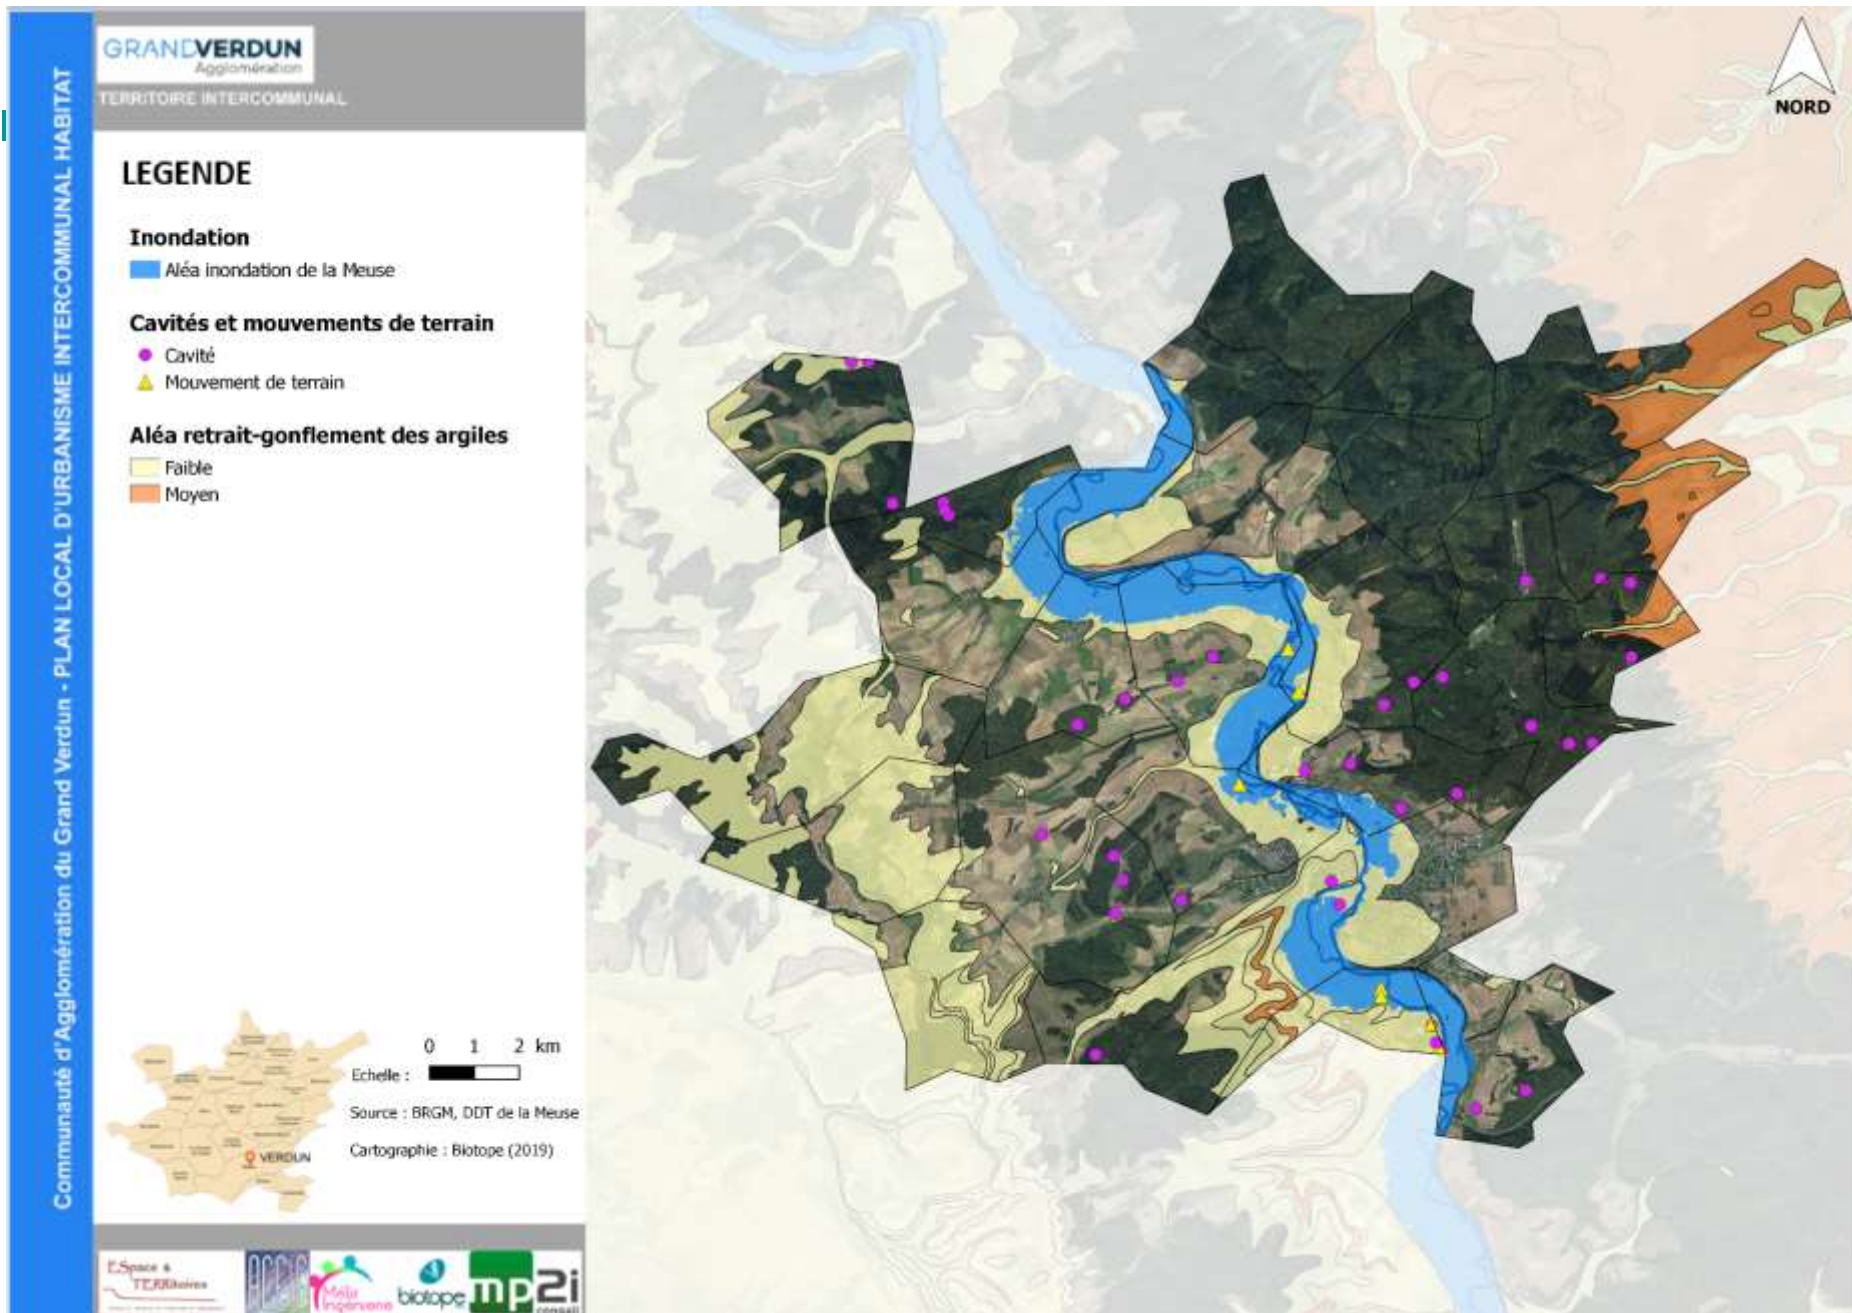 Communauté d'Agglomération du Grand Verdun - PLAN LOCAL D'URBANISME INTERCOMMUNAL HABITAT
GRANDVERDUN
Agglomération
TERRITOIRE INTERCOMMUNAL
LEGENDE
Inondation
Aléa inondation de la Meuse
Cavités et mouvements de terrain
Cavité
Mouvement de terrain
Aléa retrait-gonflement des argiles
Faible
Moyen
0 1 2 km
Echelle :
Source : BRGM, DDT de la Meuse
Cartographie : Biotope (2019)
VERDUN
ESpace &
TERRitoires
biotope
mp2i
conseil
NORD